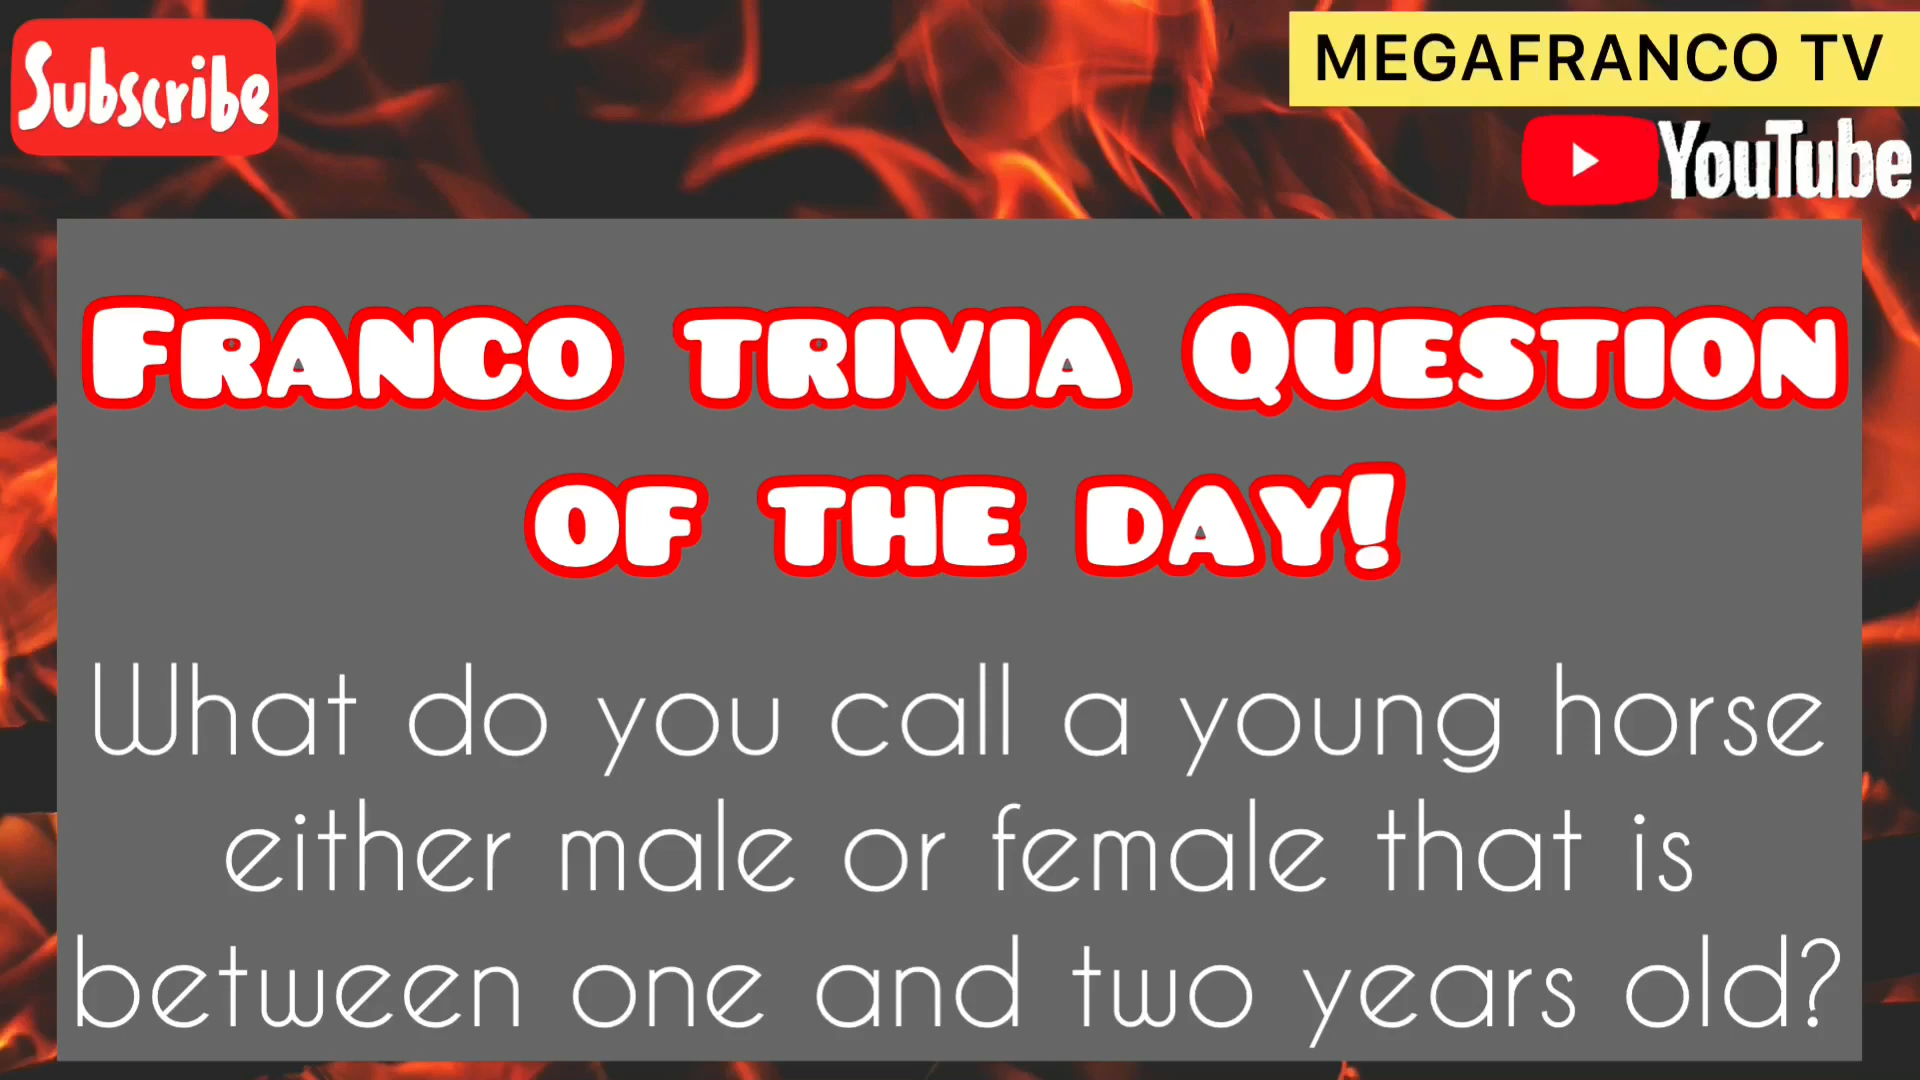 Subscribe
MEGAFRANCO TV
YouTube
FRANCO TRIVIA QUESTION
OF THE DAY!
What do you call a young horse
either male or female that is
between one and two years old?